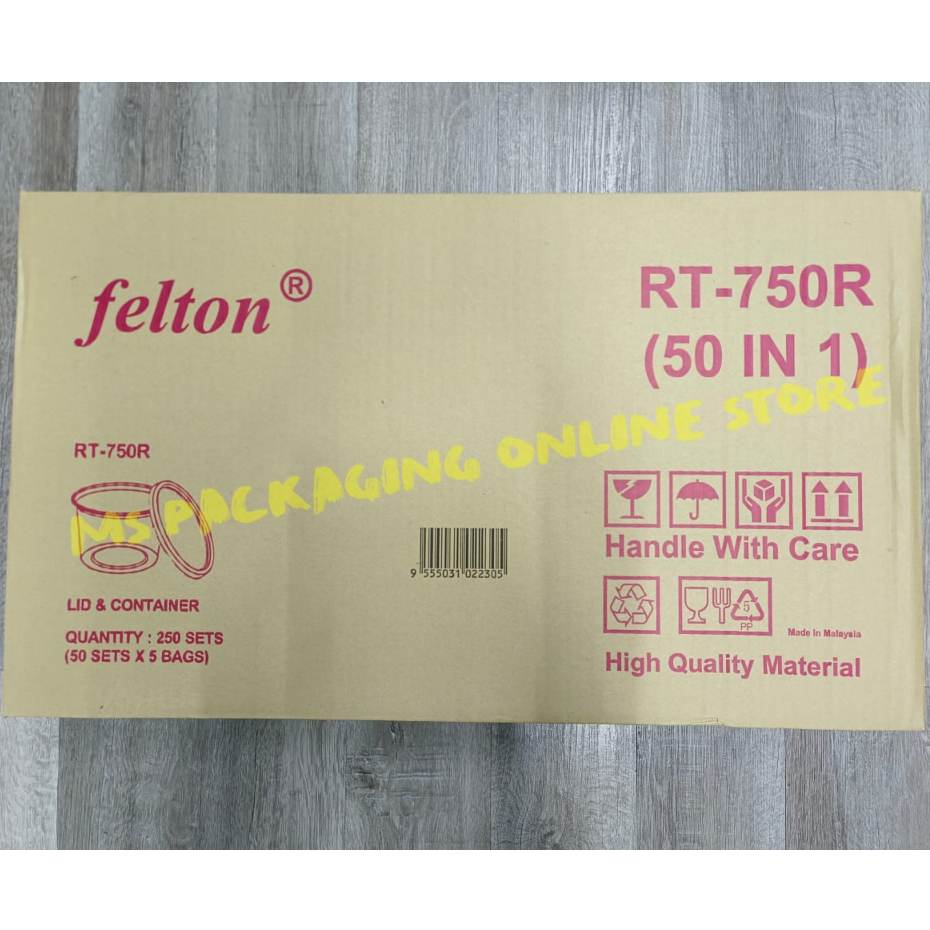 felton®
RT-750R
(50 IN 1)
MS PACKAGING ONLINE STORE
RT-750R
LID & CONTAINER
QUANTITY : 250 SETS
(50 SETS X 5 BAGS)
9 555031 022305
Handle With Care
5
PP
Made In Malaysia
High Quality Material